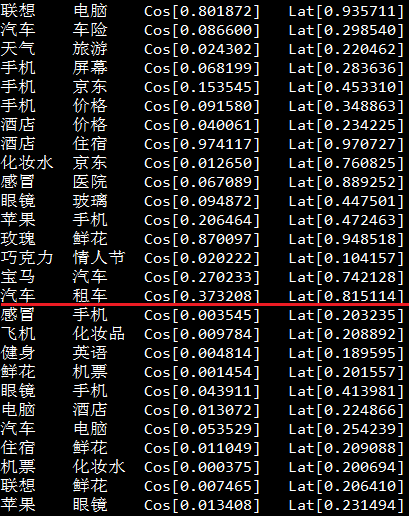 联想 电脑 Cos[0.801872] Lat[0.935711]
汽车 车险 Cos[0.086600] Lat[0.298540]
天气 旅游 Cos[0.024302] Lat[0.220462]
手机 屏幕 Cos[0.068199] Lat[0.283636]
手机 京东 Cos[0.153545] Lat[0.453310]
手机 价格 Cos[0.091580] Lat[0.348863]
酒店 价格 Cos[0.040061] Lat[0.234225]
酒店 住宿 Cos[0.974117] Lat[0.970727]
化妆水 京东 Cos[0.012650] Lat[0.760825]
感冒 医院 Cos[0.067089] Lat[0.889252]
眼镜 玻璃 Cos[0.094872] Lat[0.447501]
苹果 手机 Cos[0.206464] Lat[0.472463]
玫瑰 鲜花 Cos[0.870097] Lat[0.948518]
巧克力 情人节 Cos[0.020222] Lat[0.104157]
宝马 汽车 Cos[0.270233] Lat[0.742128]
汽车 租车 Cos[0.373208] Lat[0.815114]
感冒 手机 Cos[0.003545] Lat[0.203235]
飞机 化妆品 Cos[0.009784] Lat[0.208892]
健身 英语 Cos[0.004814] Lat[0.189595]
鲜花 机票 Cos[0.001454] Lat[0.201557]
眼镜 手机 Cos[0.043911] Lat[0.413981]
电脑 酒店 Cos[0.013072] Lat[0.224866]
汽车 电脑 Cos[0.053529] Lat[0.254239]
住宿 鲜花 Cos[0.011049] Lat[0.209088]
机票 化妆水 Cos[0.000375] Lat[0.200694]
联想 鲜花 Cos[0.007465] Lat[0.206410]
苹果 眼镜 Cos[0.013408] Lat[0.231494]